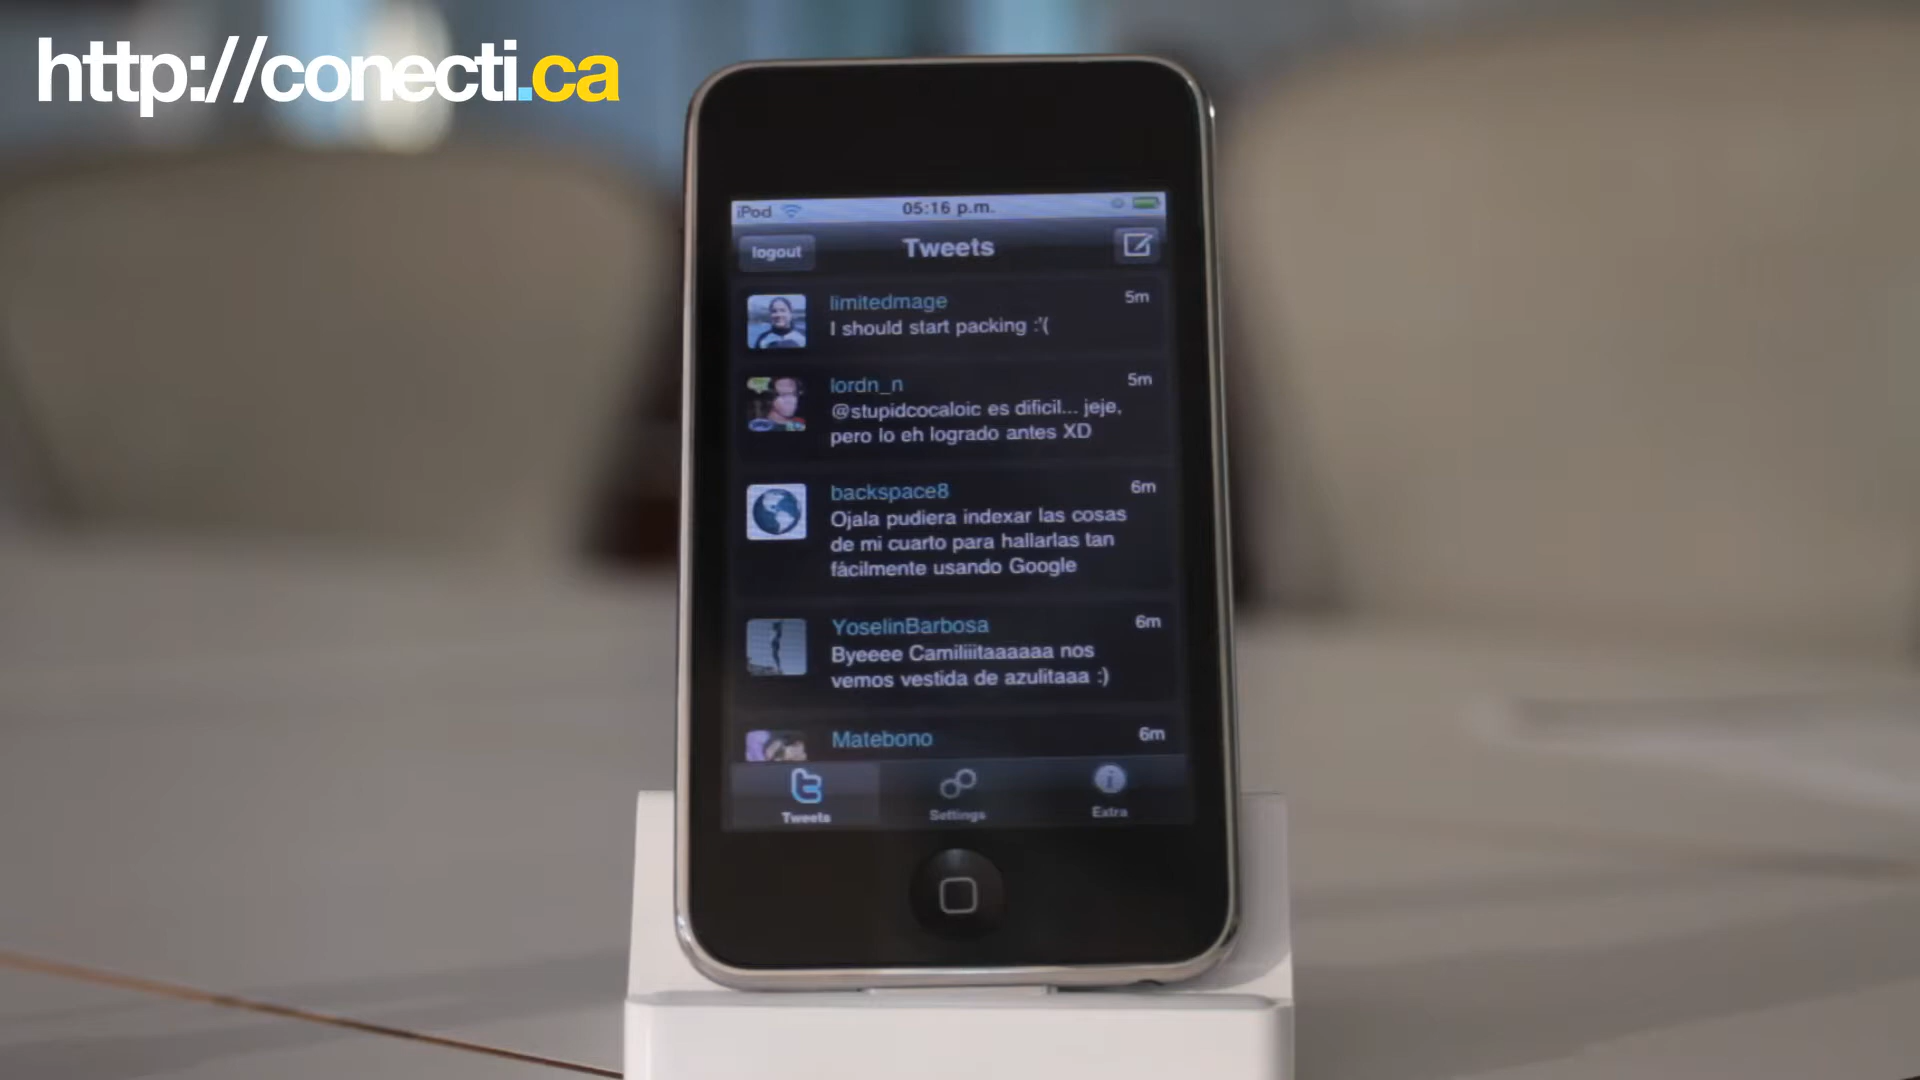 http://conecti.ca
iPod
05:16 p.m.
logout
Tweets
limitedmage
5m
I should start packing :'(
lordn_n
5m
@stupidcocaloic es dificil... jeje,
pero lo eh logrado antes XD
backspace8
6m
Ojala pudiera indexar las cosas
de mi cuarto para hallarlas tan
fácilmente usando Google
YoselinBarbosa
6m
Byeeee Camiliiitaaaaaa nos
vemos vestida de azulitaaa :)
Matebono
6m
Tweets
Settings
Extra